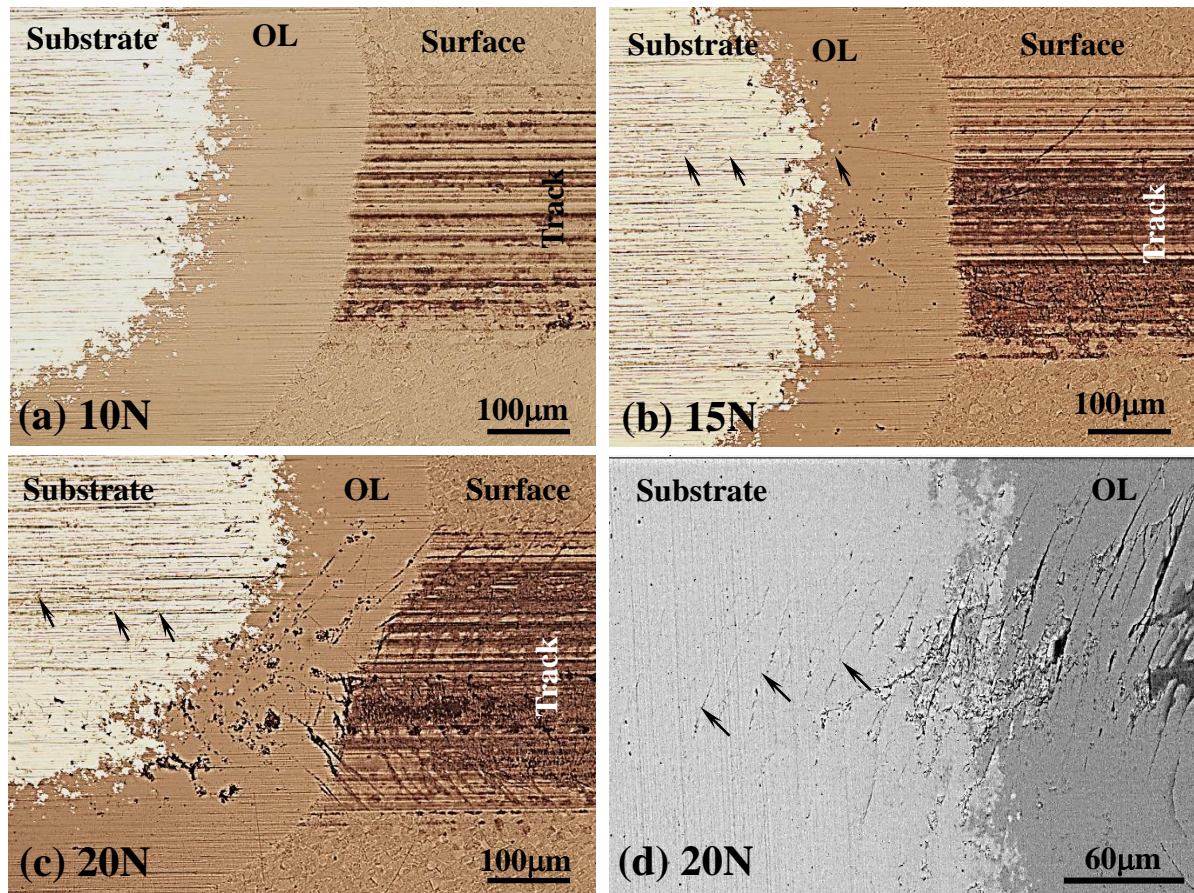 Substrate OL Surface
Track
(a) 10N 100μm
Substrate OL Surface
Track
(b) 15N 100μm
Substrate OL Surface
Track
(c) 20N 100μm
Substrate OL
(d) 20N 60μm